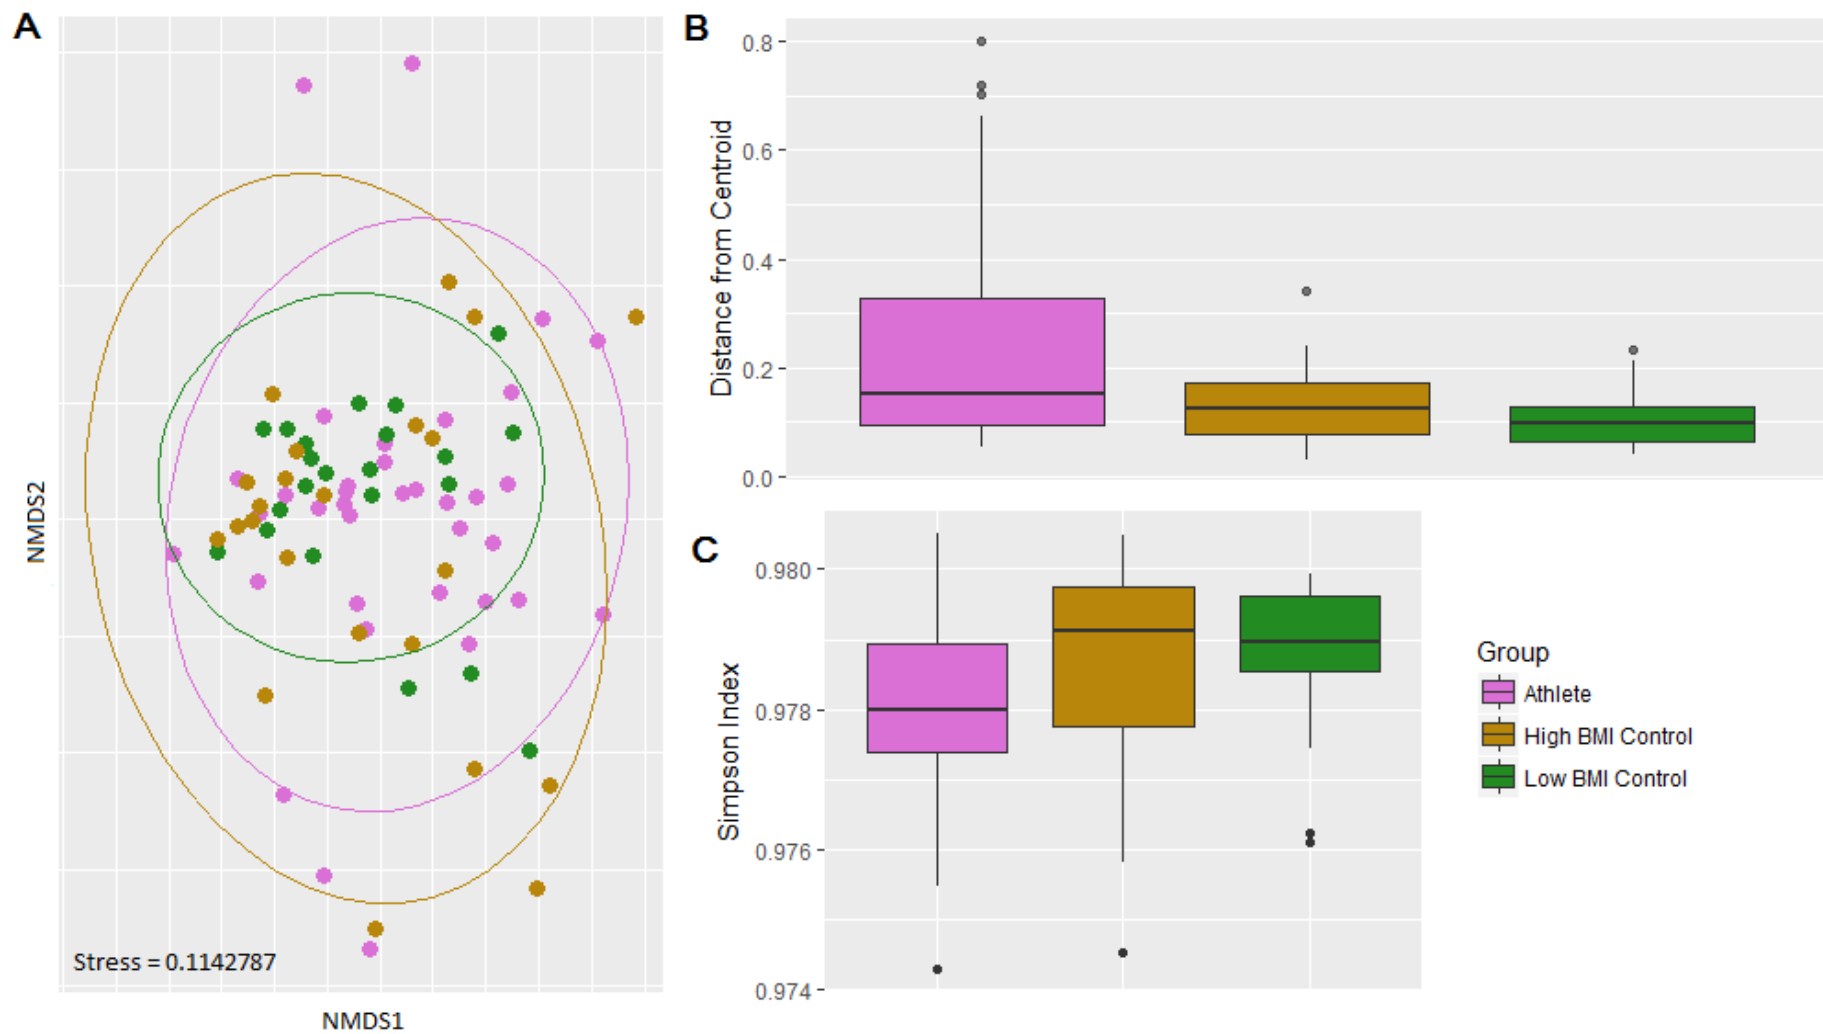 A
NMDS2
Stress = 0.1142787
NMDS1
B
Distance from Centroid
0.8
0.6
0.4
0.2
0.0
C
Simpson Index
0.980
0.978
0.976
0.974
Group
Athlete
High BMI Control
Low BMI Control